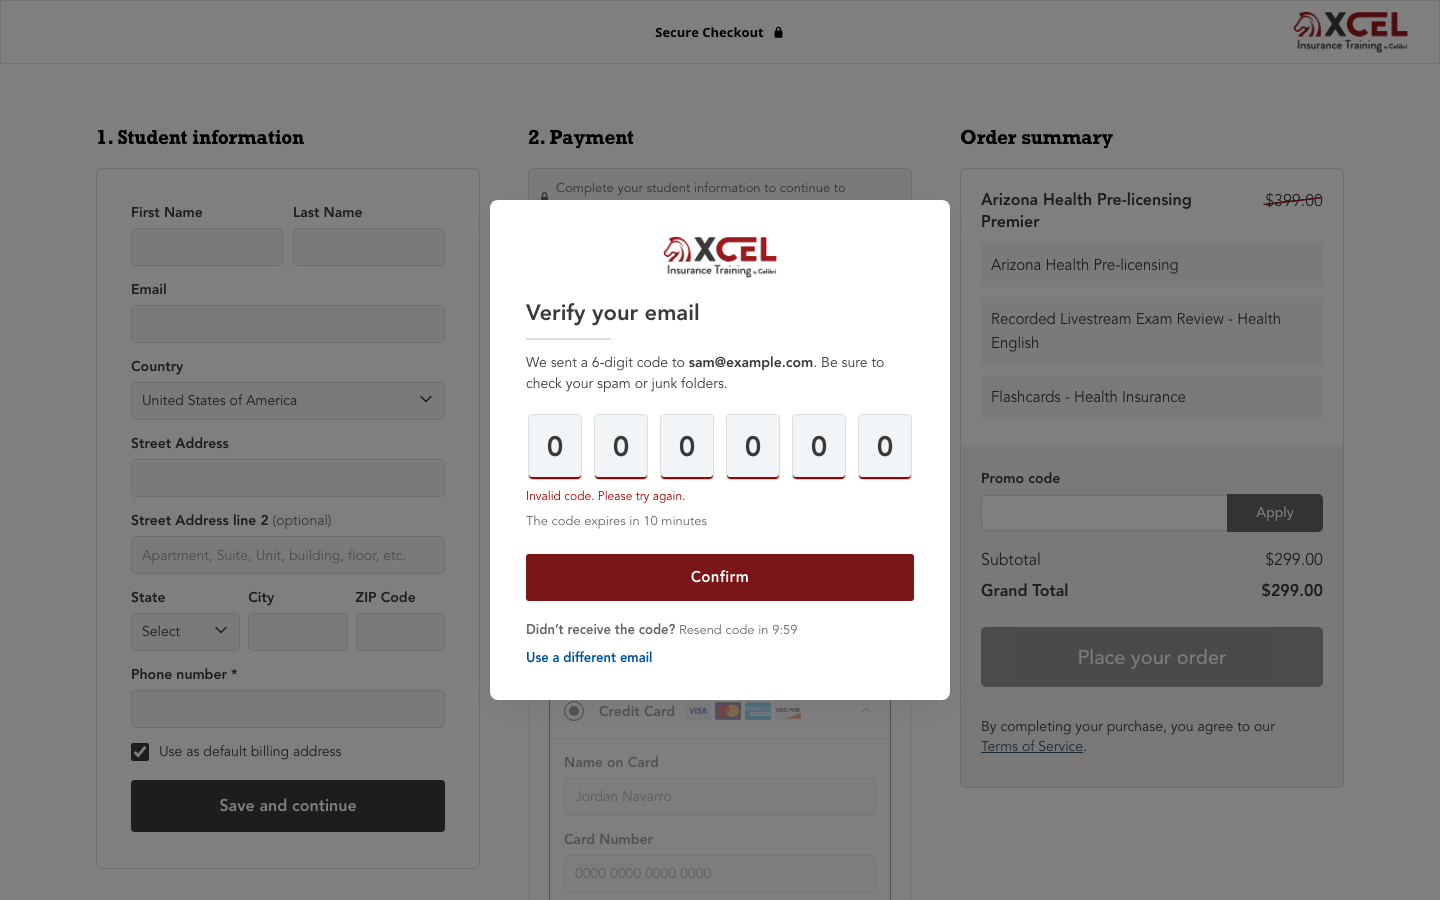 Secure Checkout
XCEL
Insurance Training by Calibri
1. Student information
First Name
Last Name
Email
Country
United States of America
Street Address
Street Address line 2 (optional)
Apartment, Suite, Unit, building, floor, etc.
State
City
ZIP Code
Select
Phone number *
Use as default billing address
Save and continue
2. Payment
Complete your student information to continue to
XCEL
Insurance Training by Calibri
Verify your email
We sent a 6-digit code to sam@example.com. Be sure to
check your spam or junk folders.
0 0 0 0 0 0
Invalid code. Please try again.
The code expires in 10 minutes
Confirm
Didn’t receive the code? Resend code in 9:59
Use a different email
Credit Card
VISA
DISCOVER
Name on Card
Jordan Navarro
Card Number
0000 0000 0000 0000
Order summary
Arizona Health Pre-licensing
Premier
$399.00
Arizona Health Pre-licensing
Recorded Livestream Exam Review - Health
English
Flashcards - Health Insurance
Promo code
Apply
Subtotal
$299.00
Grand Total
$299.00
Place your order
By completing your purchase, you agree to our
Terms of Service.